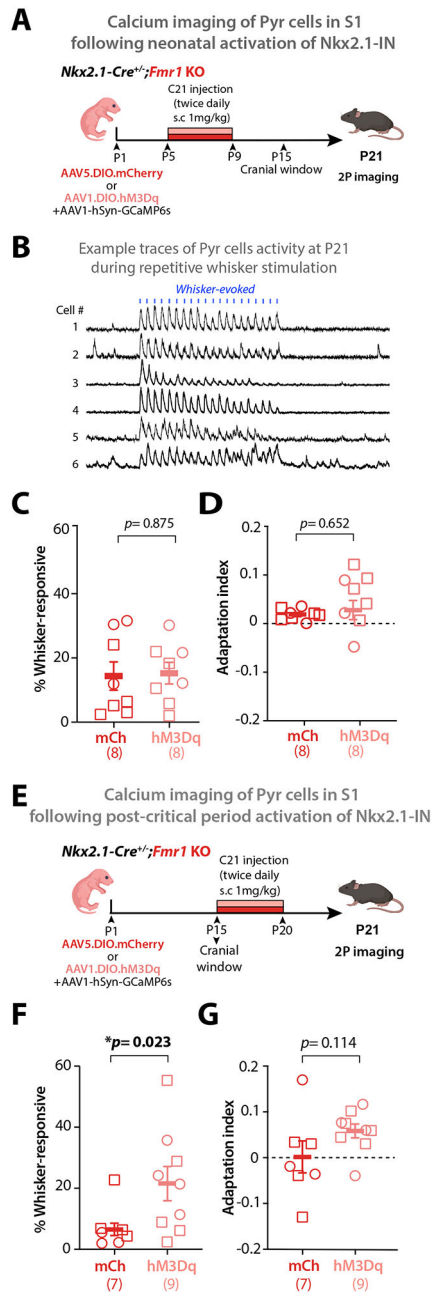 A
Calcium imaging of Pyr cells in S1
following neonatal activation of Nkx2.1-IN
Nkx2.1-Cre+/-;Fmr1 KO
C21 injection
(twice daily
s.c 1mg/kg)
P1
P5
P9
P15
Cranial window
P21
2P imaging
AAV5.DIO.mCherry
or
AAV1.DIO.hM3Dq
+AAV1-hSyn-GCaMP6s
B
Example traces of Pyr cells activity at P21
during repetitive whisker stimulation
Whisker-evoked
Cell #
1
2
3
4
5
6
C
p= 0.875
% Whisker-responsive
60
40
20
0
mCh
(8)
hM3Dq
(8)
D
p= 0.652
Adaptation index
0.2
0.1
0
-0.1
-0.2
mCh
(8)
hM3Dq
(8)
E
Calcium imaging of Pyr cells in S1
following post-critical period activation of Nkx2.1-IN
Nkx2.1-Cre+/-;Fmr1 KO
C21 injection
(twice daily
s.c 1mg/kg)
P1
P15
P20
Cranial
window
P21
2P imaging
AAV5.DIO.mCherry
or
AAV1.DIO.hM3Dq
+AAV1-hSyn-GCaMP6s
F
*p= 0.023
% Whisker-responsive
60
40
20
0
mCh
(7)
hM3Dq
(9)
G
p= 0.114
Adaptation index
0.2
0.1
0
-0.1
-0.2
mCh
(7)
hM3Dq
(9)